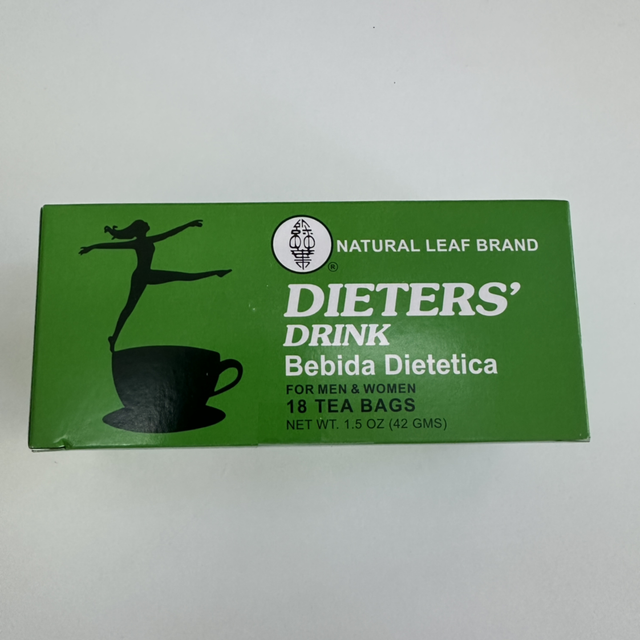 NATURAL LEAF BRAND
®
DIETERS’
DRINK
Bebida Dietetica
FOR MEN & WOMEN
18 TEA BAGS
NET WT. 1.5 OZ (42 GMS)